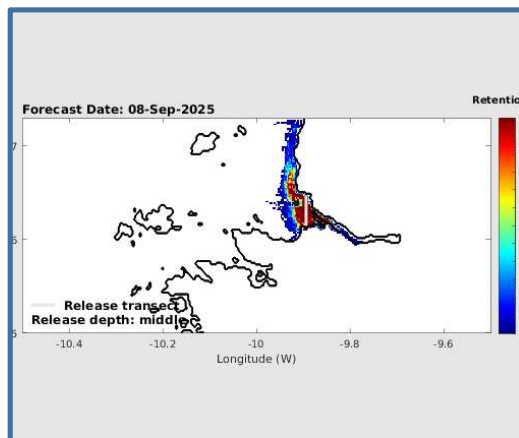 Retentio
Forecast Date: 08-Sep-2025
7
6
Release transect
Release depth: middle
5
-10.4 -10.2 -10 -9.8 -9.6
Longitude (W)